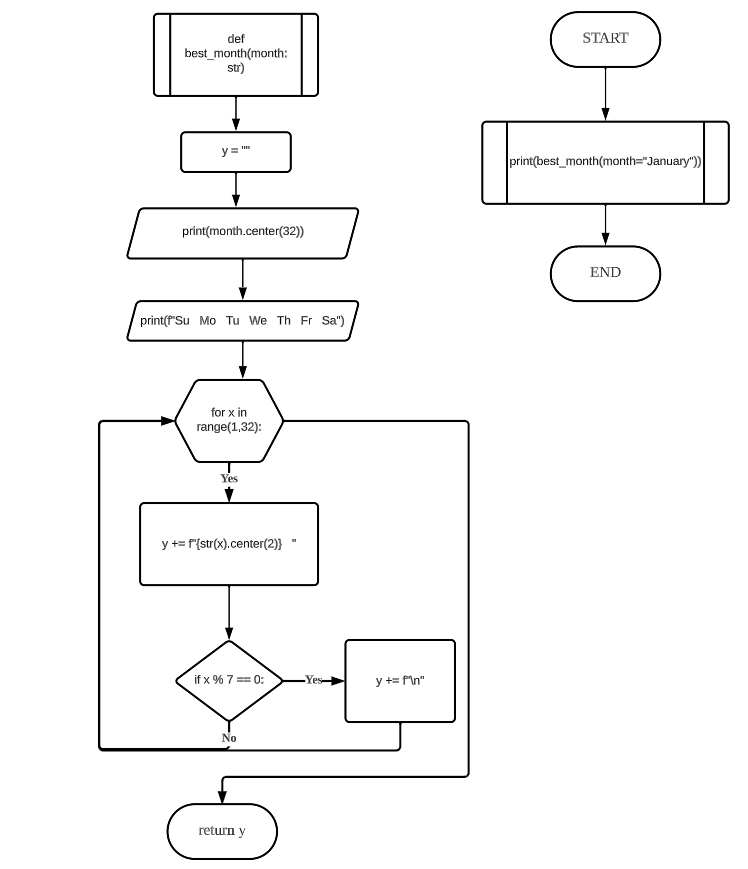 def
best_month(month:
str)
y = ""
print(month.center(32))
print(f"Su   Mo   Tu   We   Th   Fr   Sa")
for x in
range(1,32):
Yes
y += f"{str(x).center(2)}   "
if x % 7 == 0:
Yes
y += f"\n"
No
return y
START
print(best_month(month="January"))
END